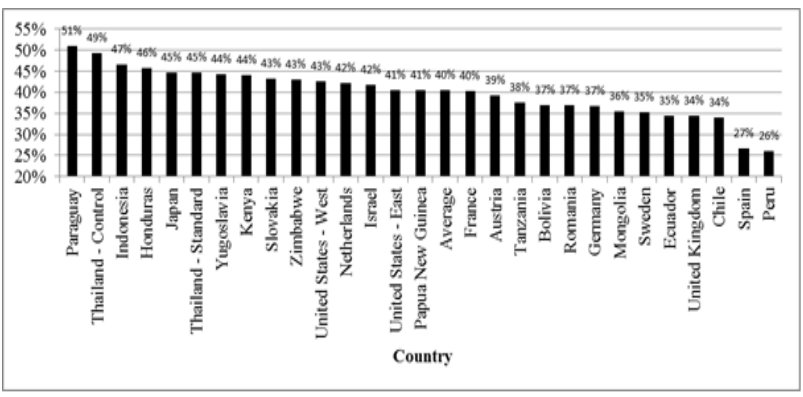 55%
50%
45%
40%
35%
30%
25%
20%
51%
49%
47%
46%
45%
45%
44%
44%
43%
43%
43%
42%
42%
41%
41%
40%
40%
39%
38%
37%
37%
37%
36%
35%
35%
34%
34%
27%
26%
Paraguay
Thailand - Control
Indonesia
Honduras
Japan
Thailand - Standard
Yugoslavia
Kenya
Slovakia
Zimbabwe
United States - West
Netherlands
Israel
United States - East
Papua New Guinea
Average
France
Austria
Tanzania
Bolivia
Romania
Germany
Mongolia
Sweden
Ecuador
United Kingdom
Chile
Spain
Peru
Country